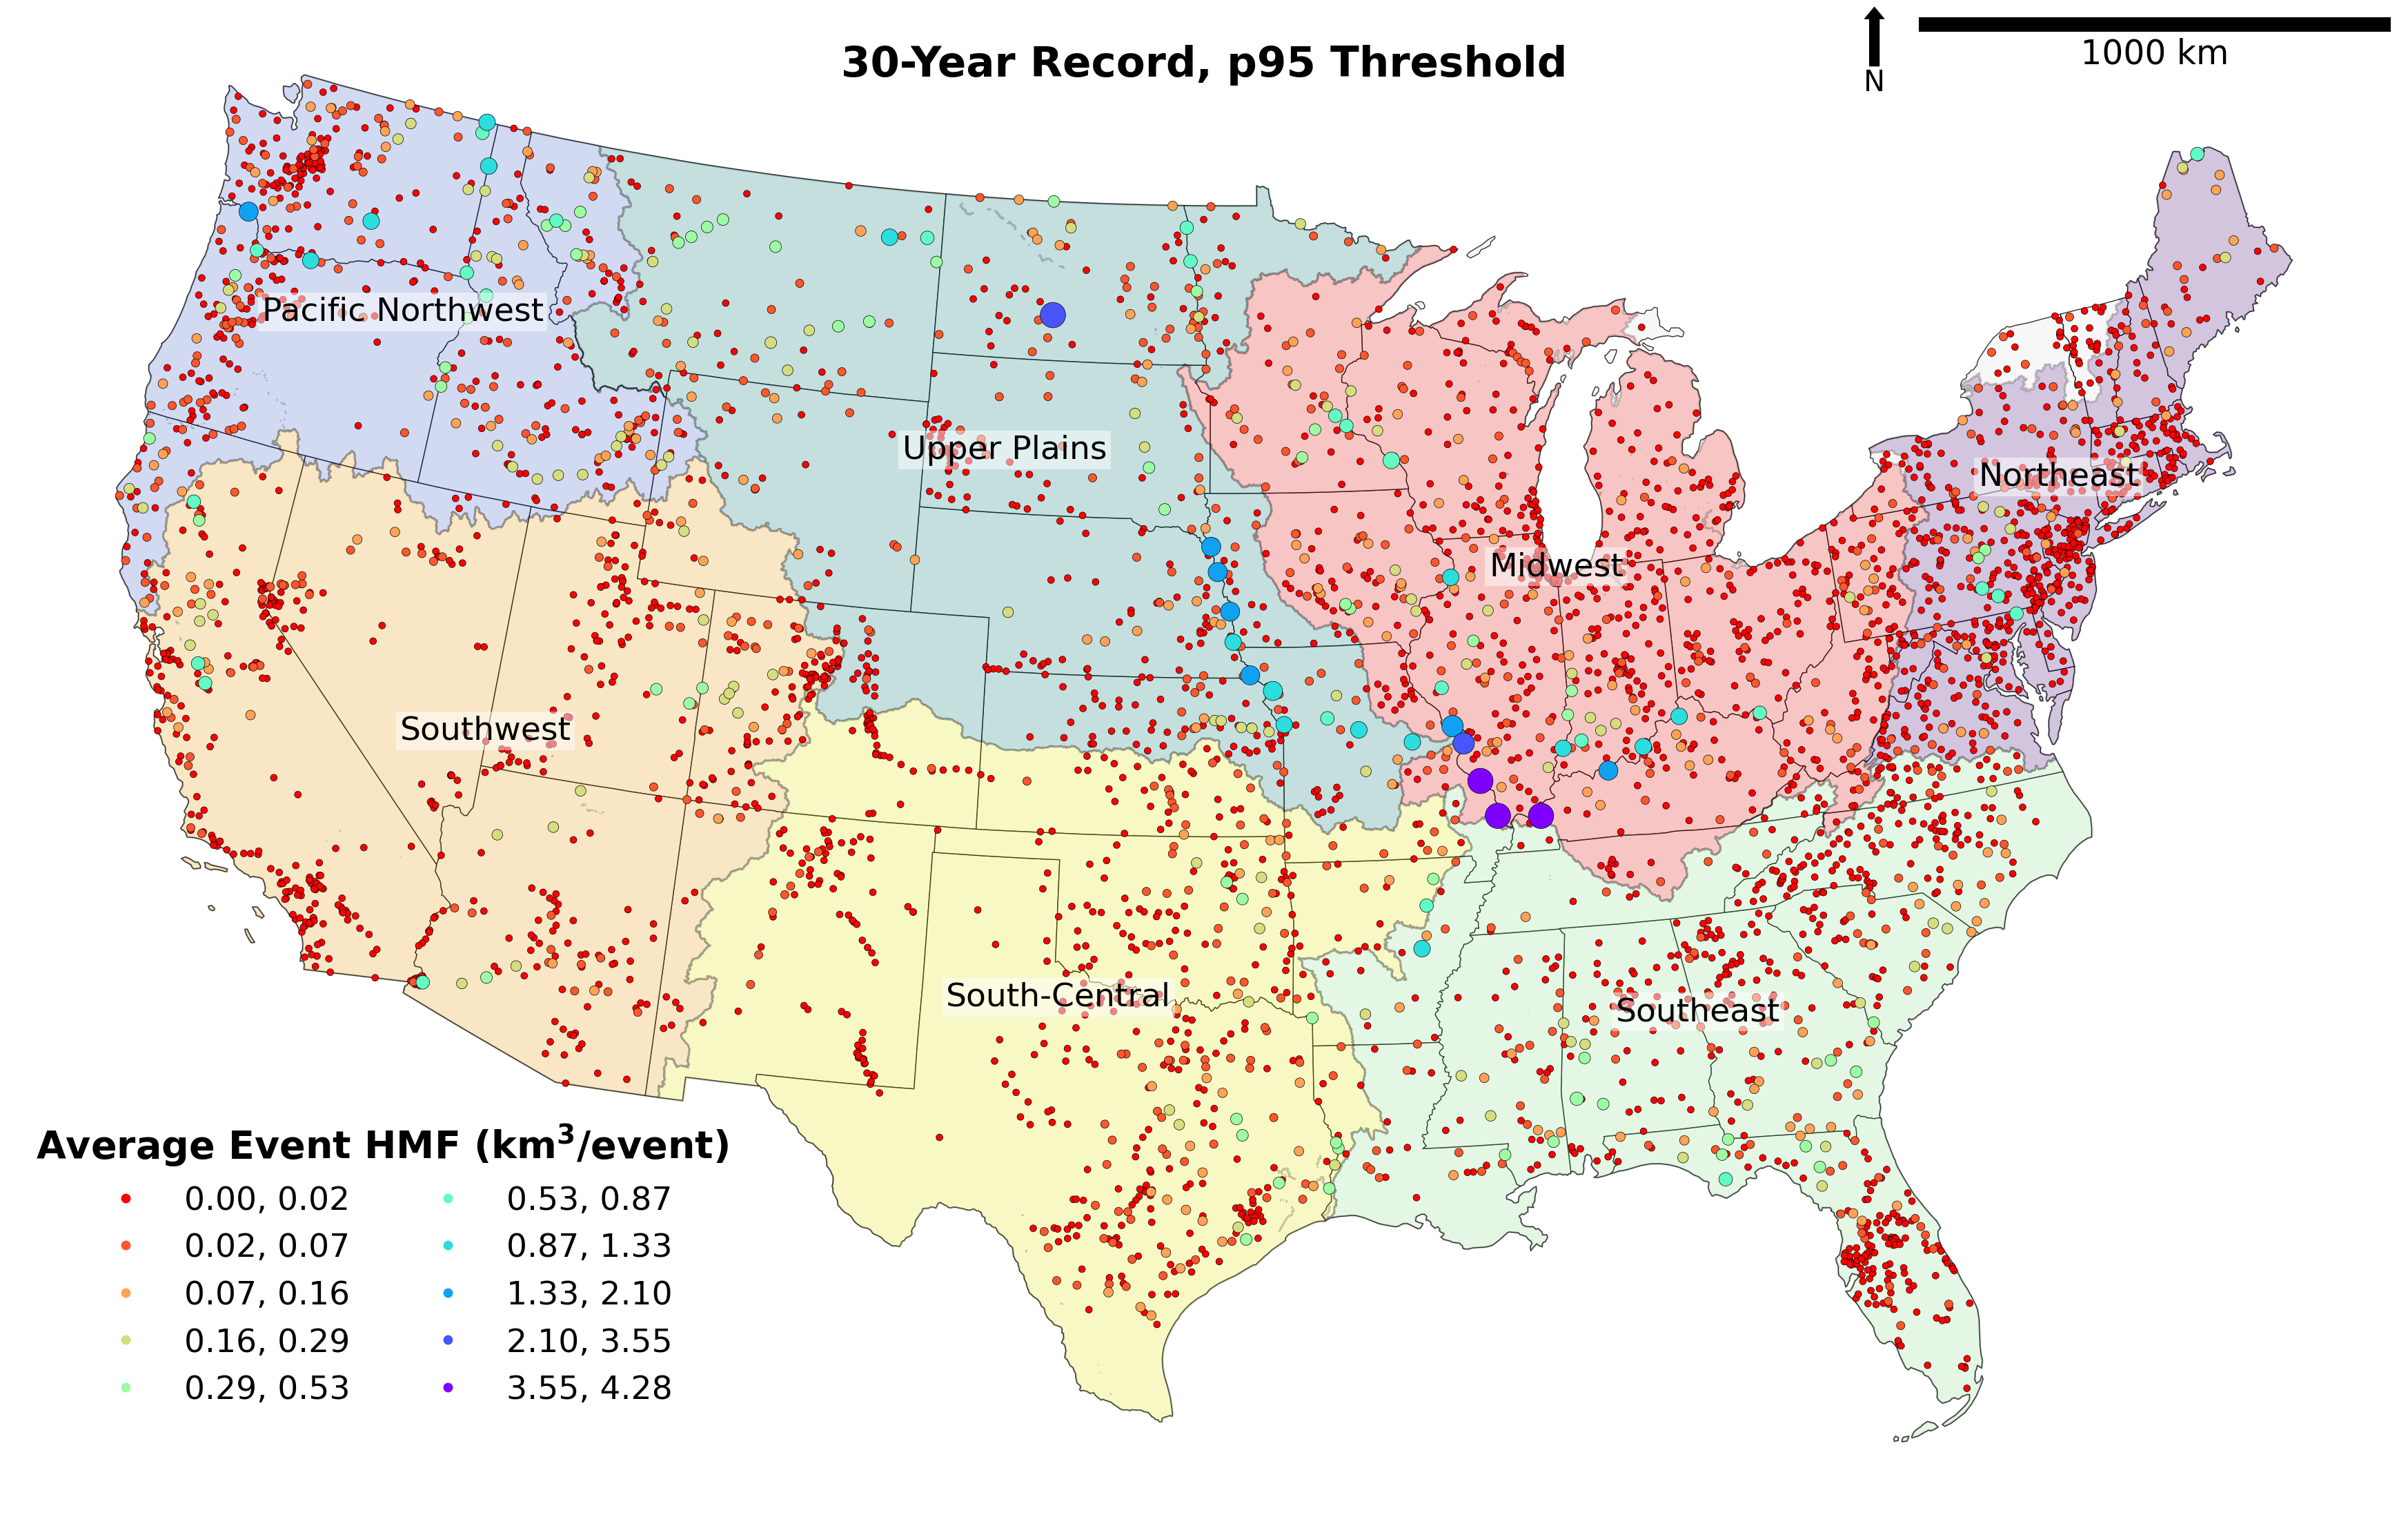 30-Year Record, p95 Threshold
1000 km
N
Pacific Northwest
Upper Plains
Northeast
Midwest
Southwest
South-Central
Southeast
Average Event HMF (km³/event)
0.00, 0.02
0.02, 0.07
0.07, 0.16
0.16, 0.29
0.29, 0.53
0.53, 0.87
0.87, 1.33
1.33, 2.10
2.10, 3.55
3.55, 4.28